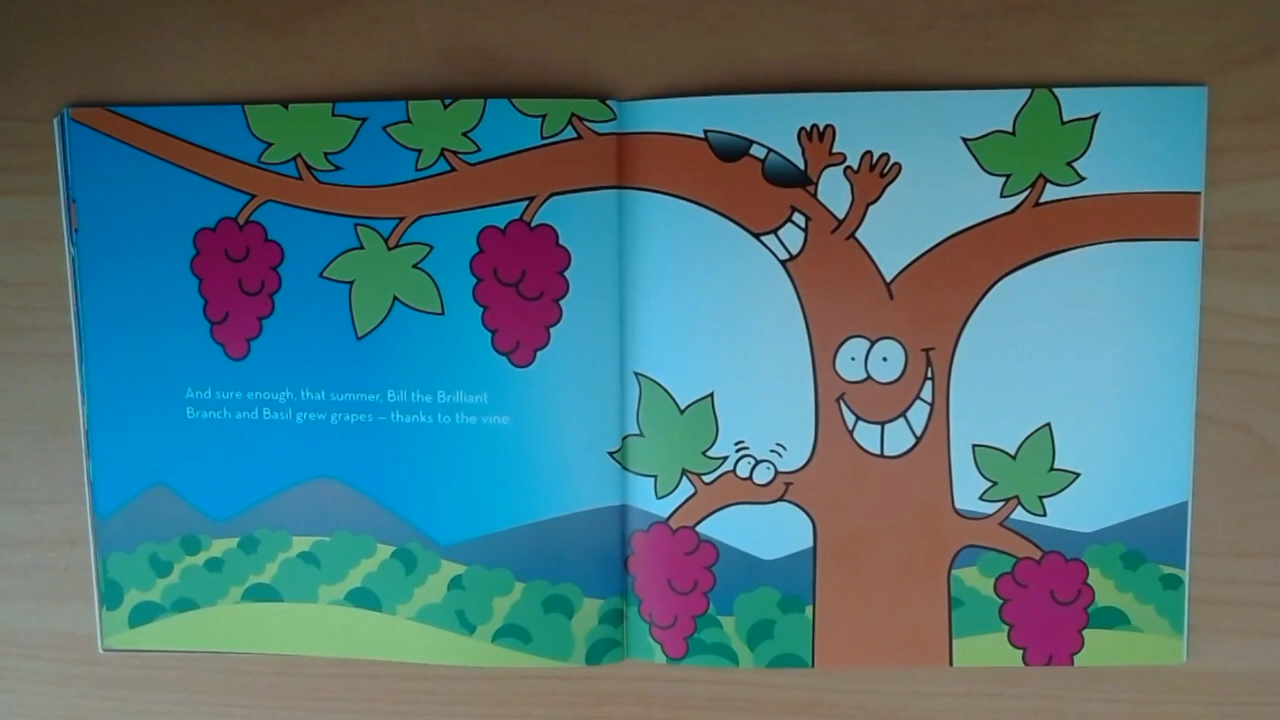 And sure enough, that summer, Bill the Brilliant
Branch and Basil grew grapes – thanks to the vine